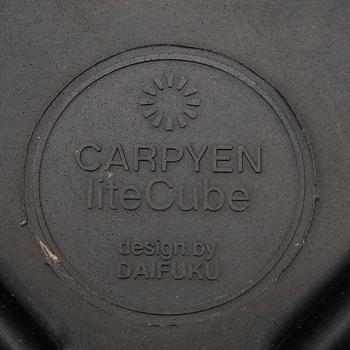 CARPYEN
liteCube
design by
DAIFUKU